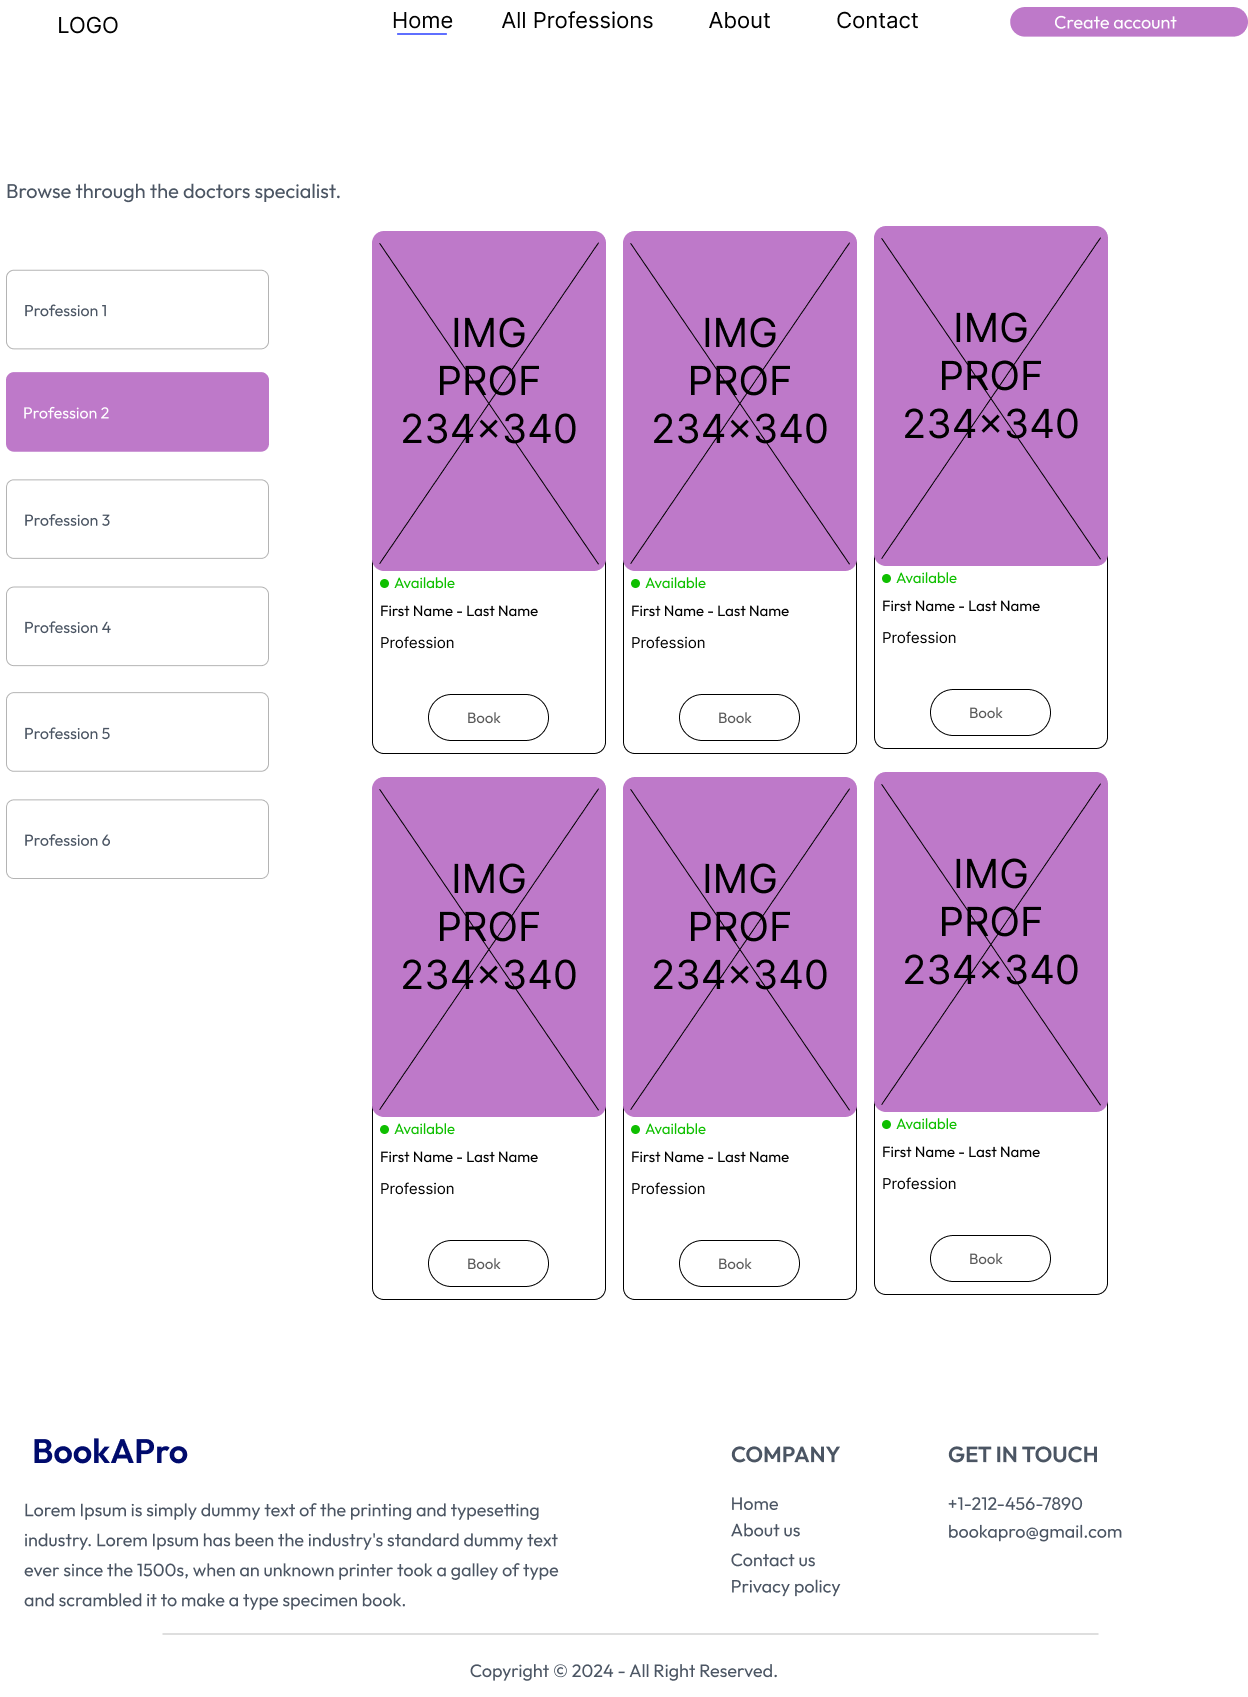 LOGO
Home
All Professions
About
Contact
Create account
Browse through the doctors specialist.
Profession 1
Profession 2
Profession 3
Profession 4
Profession 5
Profession 6
IMG
PROF
234×340
Available
First Name - Last Name
Profession
Book
IMG
PROF
234×340
Available
First Name - Last Name
Profession
Book
IMG
PROF
234×340
Available
First Name - Last Name
Profession
Book
IMG
PROF
234×340
Available
First Name - Last Name
Profession
Book
IMG
PROF
234×340
Available
First Name - Last Name
Profession
Book
IMG
PROF
234×340
Available
First Name - Last Name
Profession
Book
BookAPro
Lorem Ipsum is simply dummy text of the printing and typesetting
industry. Lorem Ipsum has been the industry's standard dummy text
ever since the 1500s, when an unknown printer took a galley of type
and scrambled it to make a type specimen book.
COMPANY
Home
About us
Contact us
Privacy policy
GET IN TOUCH
+1-212-456-7890
bookapro@gmail.com
Copyright © 2024 - All Right Reserved.